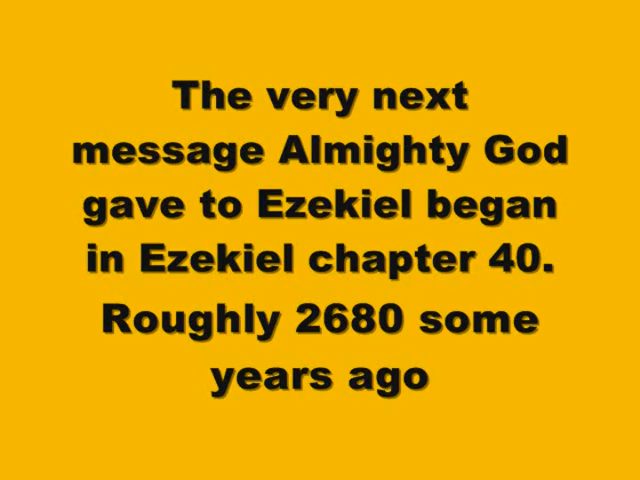 The very next
message Almighty God
gave to Ezekiel began
in Ezekiel chapter 40.
Roughly 2680 some
years ago